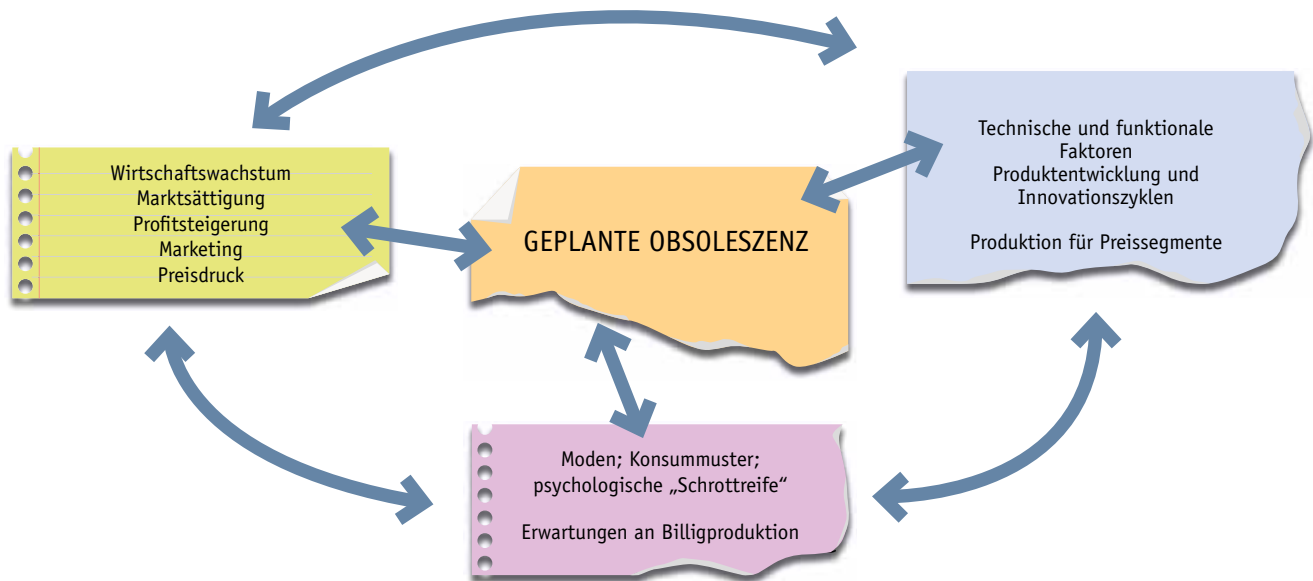 Wirtschaftswachstum
Marktsättigung
Profitsteigerung
Marketing
Preisdruck
GEPLANTE OBSOLESZENZ
Technische und funktionale
Faktoren
Produktentwicklung und
Innovationszyklen
Produktion für Preissegmente
Moden; Konsummuster;
psychologische „Schrottreife“
Erwartungen an Billigproduktion